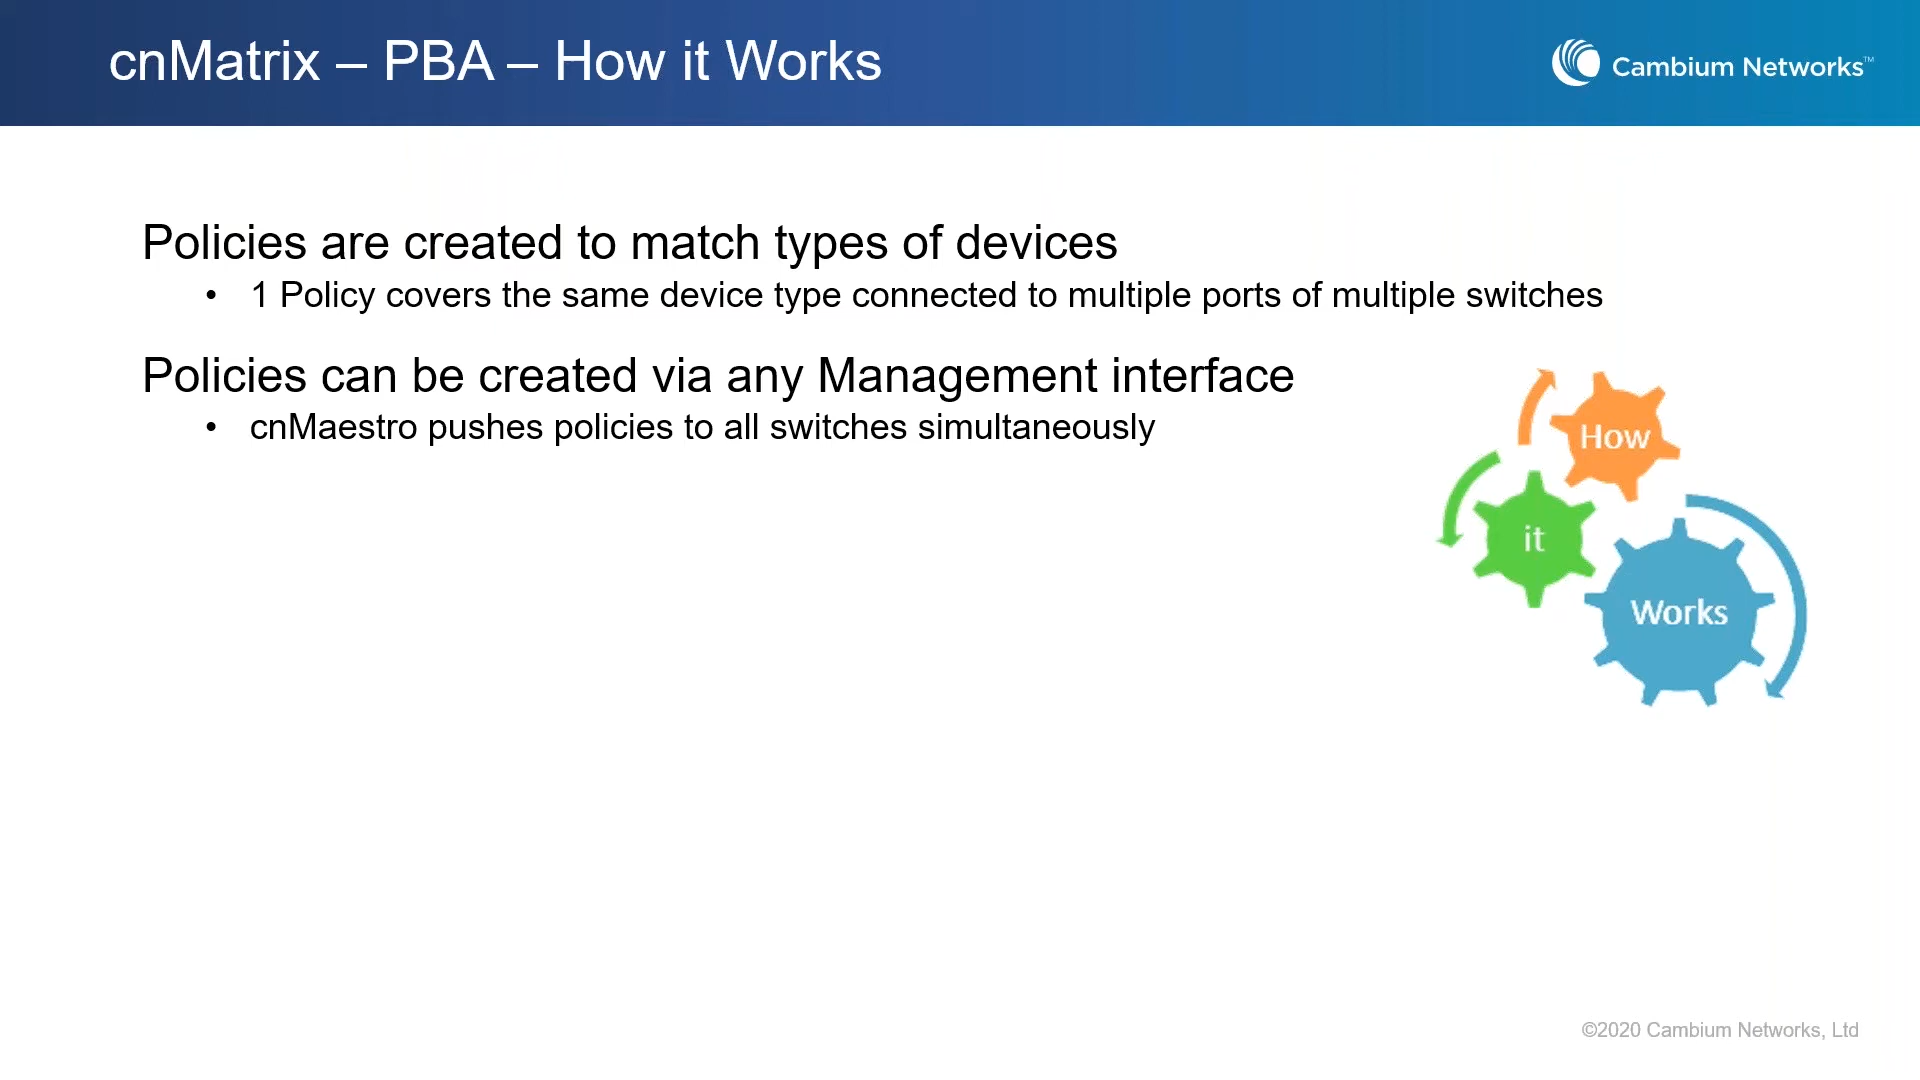 cnMatrix – PBA – How it Works
Cambium Networks™
Policies are created to match types of devices
• 1 Policy covers the same device type connected to multiple ports of multiple switches
Policies can be created via any Management interface
• cnMaestro pushes policies to all switches simultaneously
How
it
Works
©2020 Cambium Networks, Ltd